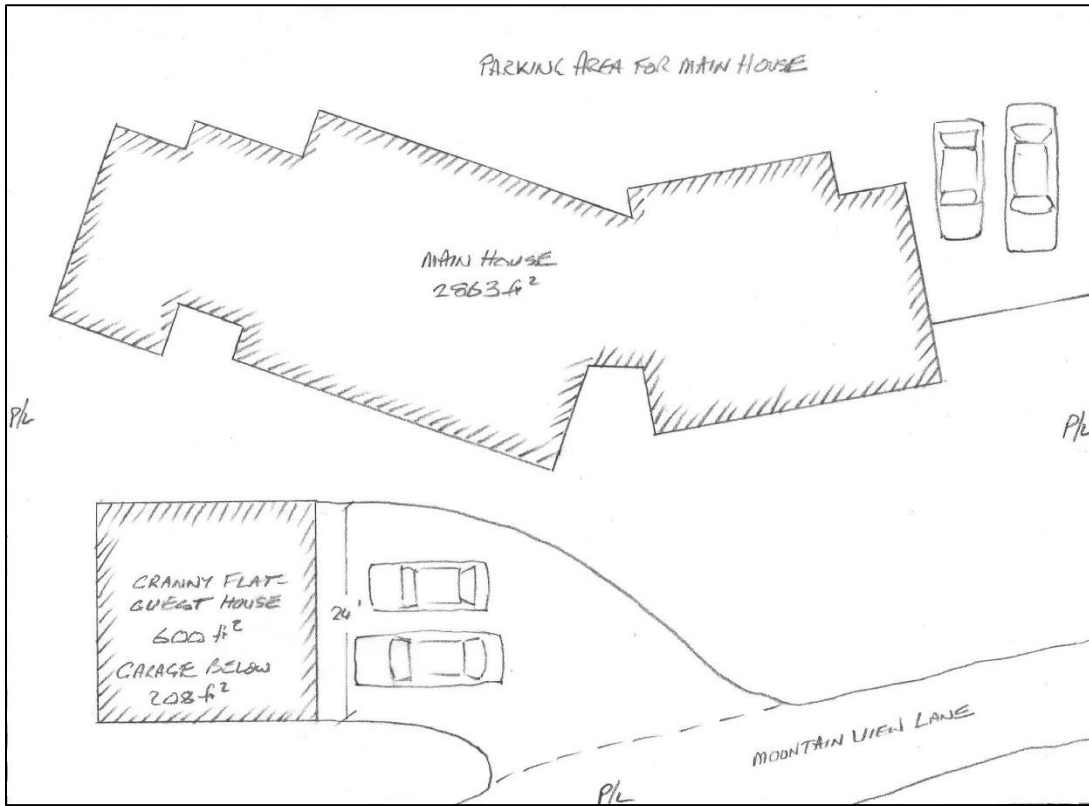 PARKING AREA FOR MAIN HOUSE
MAIN HOUSE
2863 ft²
P/L
P/L
GRANNY FLAT-
GUEST HOUSE
600 ft²
GARAGE BELOW
208 ft²
24'
MOUNTAIN VIEW LANE
P/L